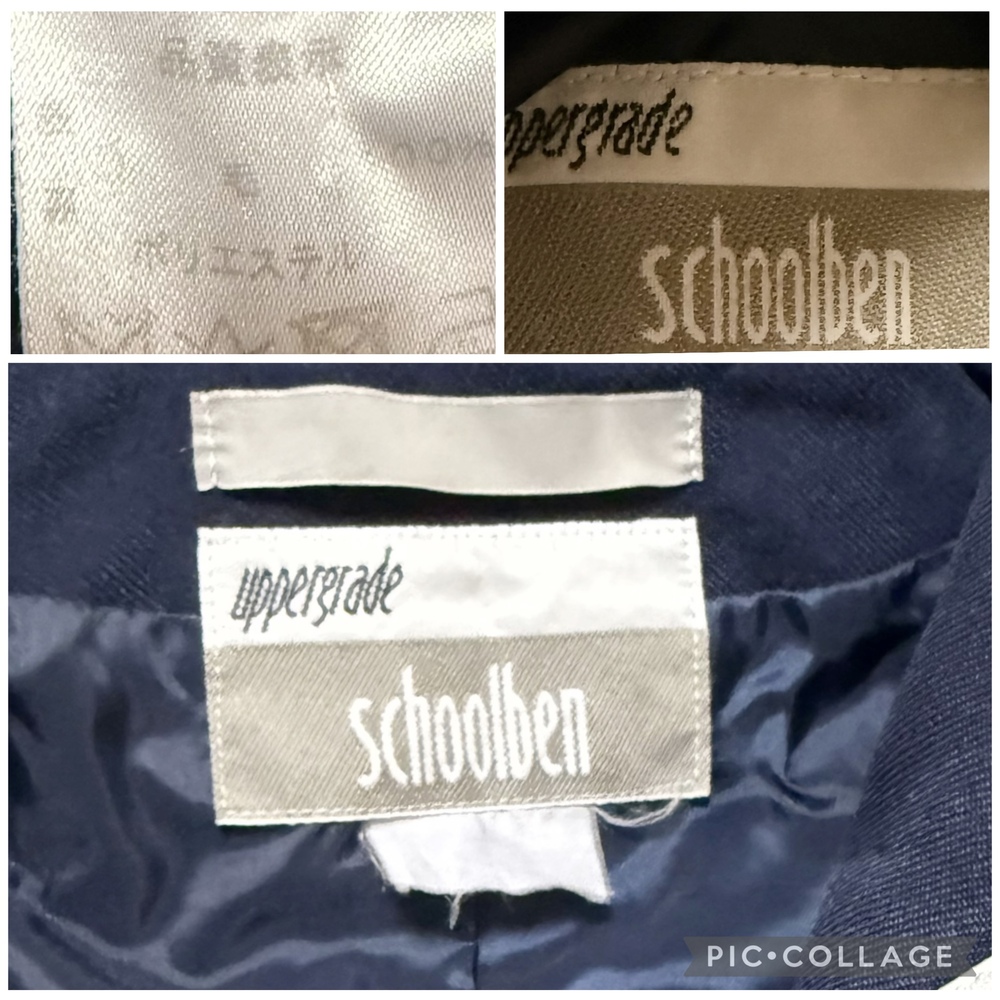 品質表示
毛
ポリエステル
uppergrade
schoolben
uppergrade
schoolben
PIC•COLLAGE